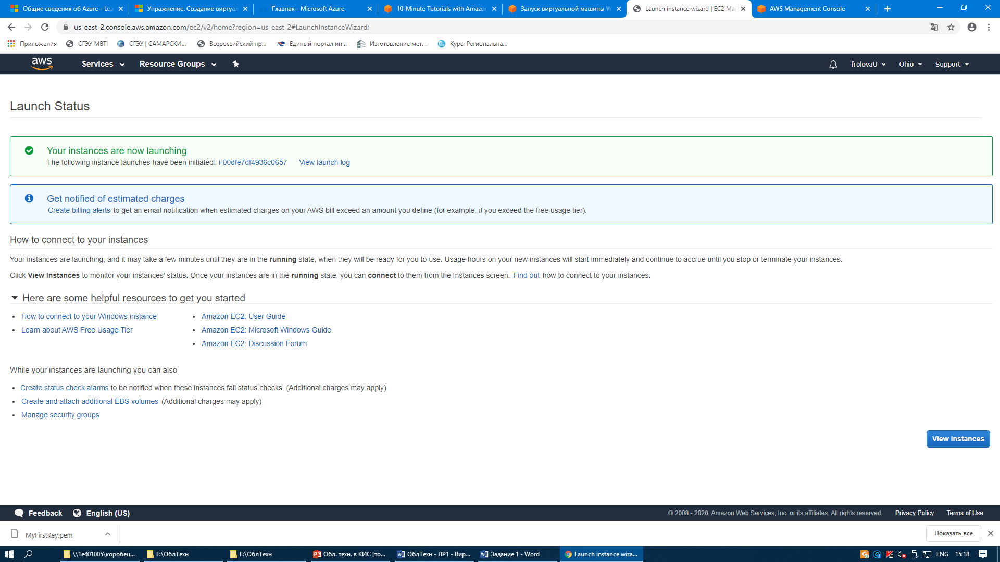 Общие сведения об Azure - Lea
Упражнение. Создание виртуал
Главная - Microsoft Azure
10-Minute Tutorials with Amazon
Запуск виртуальной машины W
Launch instance wizard | EC2 Ma
AWS Management Console
us-east-2.console.aws.amazon.com/ec2/v2/home?region=us-east-2#LaunchInstanceWizard:
Приложения
СГЭУ МВТІ
СГЭУ | САМАРСКИ...
Всероссийский пр...
Единый портал ин...
Изготовление мет...
Курс: Региональна...
aws
Services
Resource Groups
frolovaU
Ohio
Support
Launch Status
Your instances are now launching
The following instance launches have been initiated: i-00dfe7df4936c0657 View launch log
Get notified of estimated charges
Create billing alerts to get an email notification when estimated charges on your AWS bill exceed an amount you define (for example, if you exceed the free usage tier).
How to connect to your instances
Your instances are launching, and it may take a few minutes until they are in the running state, when they will be ready for you to use. Usage hours on your new instances will start immediately and continue to accrue until you stop or terminate your instances.
Click View Instances to monitor your instances' status. Once your instances are in the running state, you can connect to them from the Instances screen. Find out how to connect to your instances.
Here are some helpful resources to get you started
• How to connect to your Windows instance
• Learn about AWS Free Usage Tier
• Amazon EC2: User Guide
• Amazon EC2: Microsoft Windows Guide
• Amazon EC2: Discussion Forum
While your instances are launching you can also
• Create status check alarms to be notified when these instances fail status checks. (Additional charges may apply)
• Create and attach additional EBS volumes (Additional charges may apply)
• Manage security groups
View Instances
Feedback
English (US)
© 2008 - 2020, Amazon Web Services, Inc. or its affiliates. All rights reserved.
Privacy Policy
Terms of Use
MyFirstKey.pem
Показать все
\\1e401005\коробец...
F:\ОблТехн
F:\ОблТехн
Обл. техн. в КИС [то...
ОблТехн - ЛР1 - Вир...
Задание 1 - Word
Launch instance wiza...
ENG
15:18